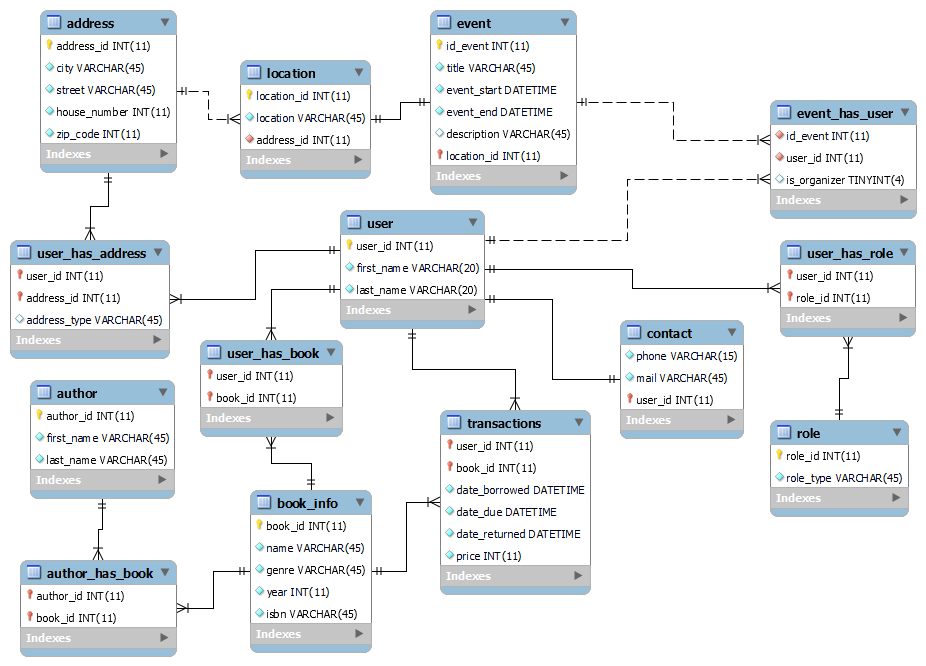 address
address_id INT(11)
city VARCHAR(45)
street VARCHAR(45)
house_number INT(11)
zip_code INT(11)
Indexes
location
location_id INT(11)
location VARCHAR(45)
address_id INT(11)
Indexes
event
id_event INT(11)
title VARCHAR(45)
event_start DATETIME
event_end DATETIME
description VARCHAR(45)
location_id INT(11)
Indexes
event_has_user
id_event INT(11)
user_id INT(11)
is_organizer TINYINT(4)
Indexes
user_has_address
user_id INT(11)
address_id INT(11)
address_type VARCHAR(45)
Indexes
user
user_id INT(11)
first_name VARCHAR(20)
last_name VARCHAR(20)
Indexes
user_has_role
user_id INT(11)
role_id INT(11)
Indexes
user_has_book
user_id INT(11)
book_id INT(11)
Indexes
contact
phone VARCHAR(15)
mail VARCHAR(45)
user_id INT(11)
Indexes
author
author_id INT(11)
first_name VARCHAR(45)
last_name VARCHAR(45)
Indexes
transactions
user_id INT(11)
book_id INT(11)
date_borrowed DATETIME
date_due DATETIME
date_returned DATETIME
price INT(11)
Indexes
role
role_id INT(11)
role_type VARCHAR(45)
Indexes
book_info
book_id INT(11)
name VARCHAR(45)
genre VARCHAR(45)
year INT(11)
isbn VARCHAR(45)
Indexes
author_has_book
author_id INT(11)
book_id INT(11)
Indexes